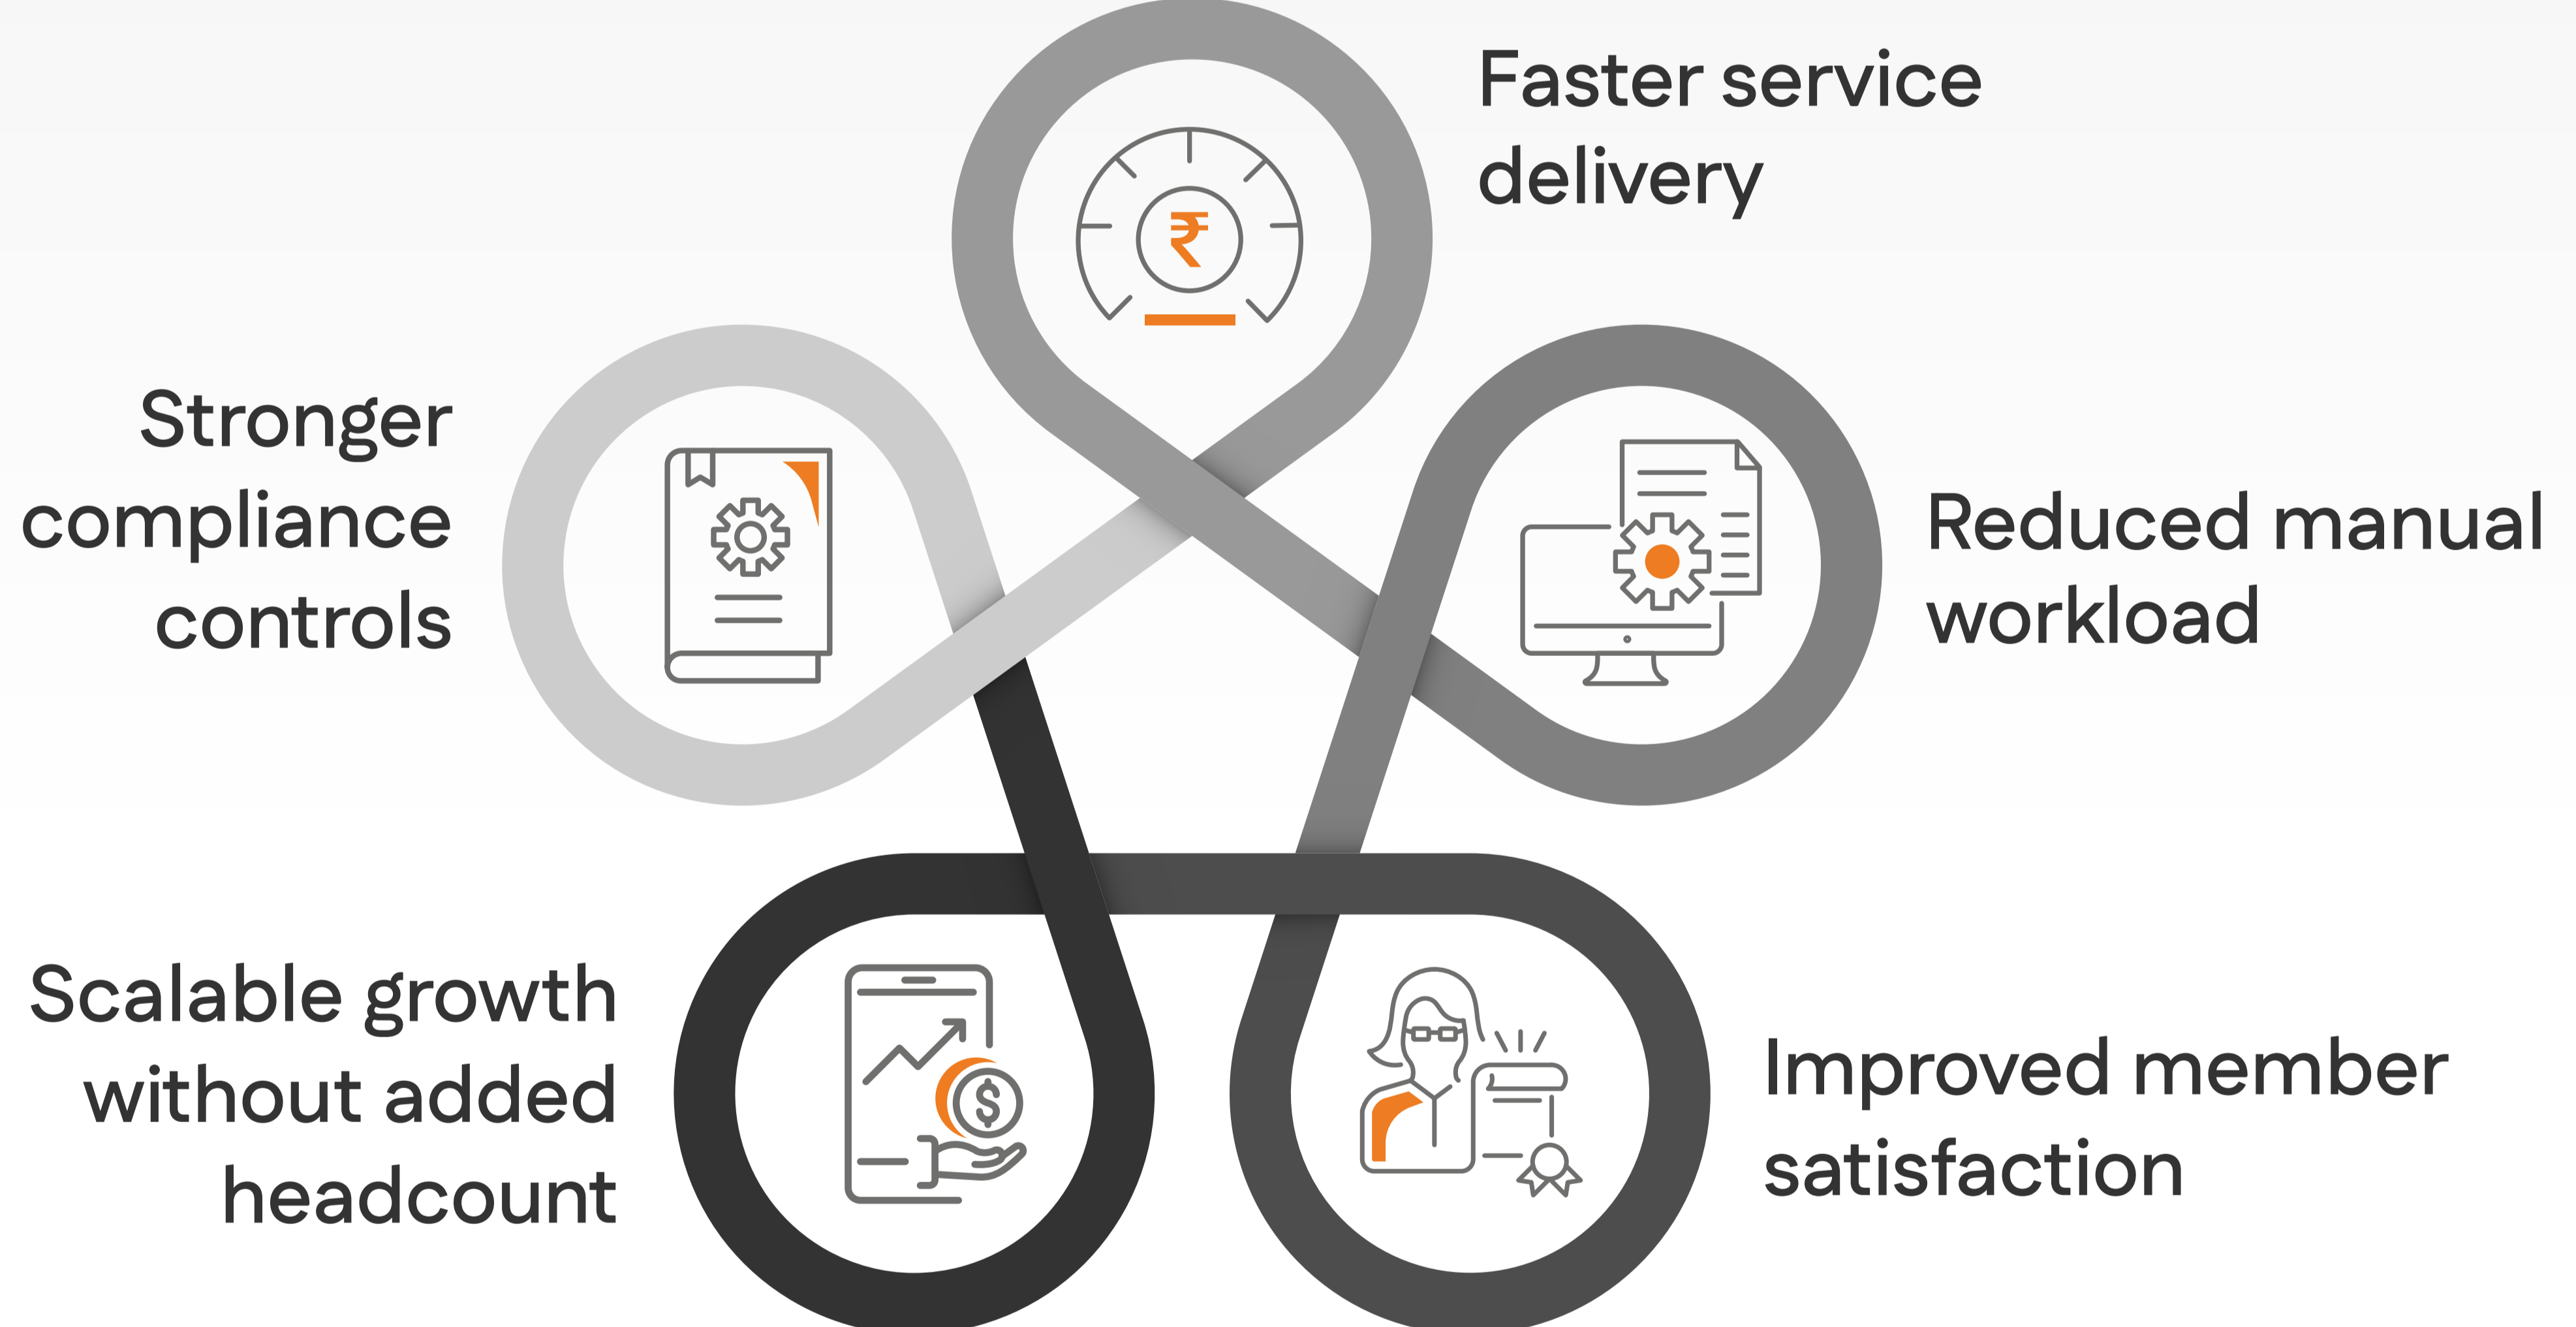 Faster service
delivery
₹
Stronger
compliance
controls
Reduced manual
workload
Scalable growth
without added
headcount
$
Improved member
satisfaction